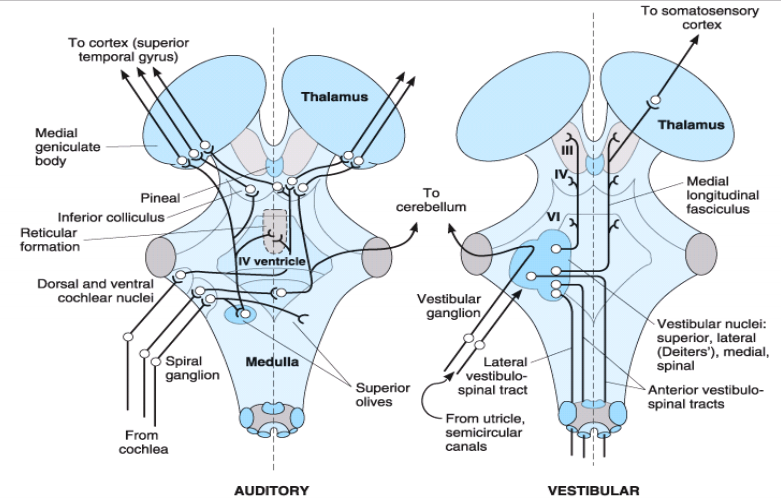 To cortex (superior
temporal gyrus)
Thalamus
Medial
geniculate
body
Pineal
Inferior colliculus
Reticular
formation
IV ventricle
Dorsal and ventral
cochlear nuclei
Spiral
ganglion
Medulla
Superior
olives
From
cochlea
AUDITORY
To
cerebellum
To somatosensory
cortex
Thalamus
III
IV
VI
Medial
longitudinal
fasciculus
Vestibular
ganglion
Vestibular nuclei:
superior, lateral
(Deiters'), medial,
spinal
Lateral
vestibulo-
spinal tract
Anterior vestibulo-
spinal tracts
From utricle,
semicircular
canals
VESTIBULAR